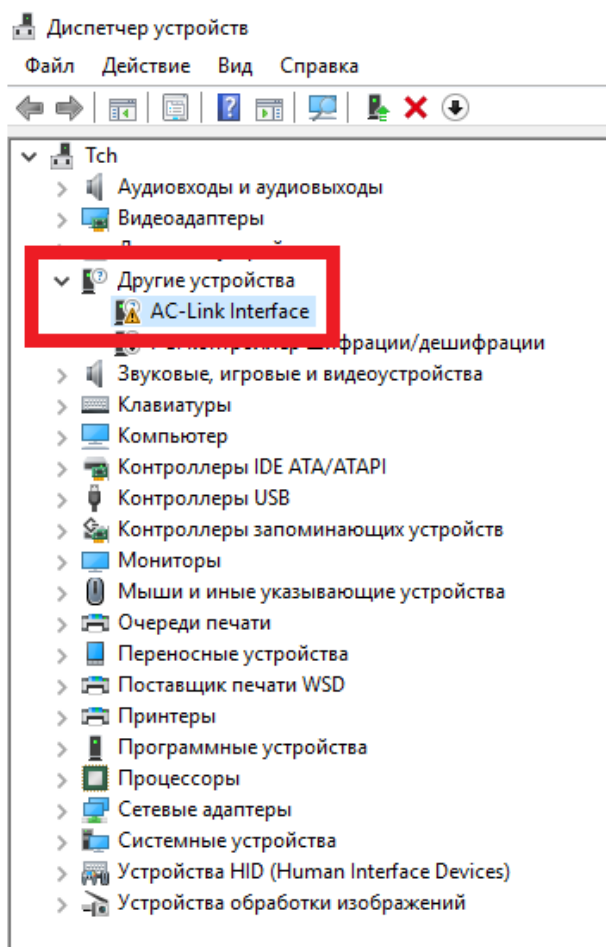 Диспетчер устройств
Файл Действие Вид Справка
Tch
Аудиовходы и аудиовыходы
Видеоадаптеры
Другие устройства
AC-Link Interface
контроллер шифрации/дешифрации
Звуковые, игровые и видеоустройства
Клавиатуры
Компьютер
Контроллеры IDE ATA/ATAPI
Контроллеры USB
Контроллеры запоминающих устройств
Мониторы
Мыши и иные указывающие устройства
Очереди печати
Переносные устройства
Поставщик печати WSD
Принтеры
Программные устройства
Процессоры
Сетевые адаптеры
Системные устройства
Устройства HID (Human Interface Devices)
Устройства обработки изображений